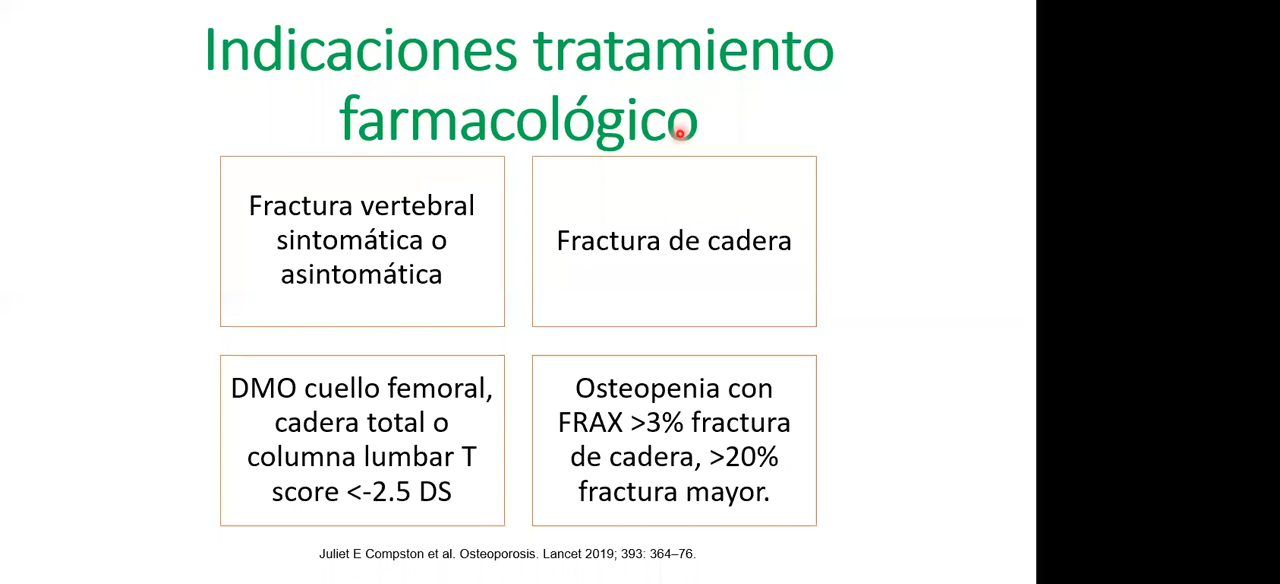 Indicaciones tratamiento
farmacológico
Fractura vertebral
sintomática o
asintomática
Fractura de cadera
DMO cuello femoral,
cadera total o
columna lumbar T
score <-2.5 DS
Osteopenia con
FRAX >3% fractura
de cadera, >20%
fractura mayor.
Juliet E Compston et al. Osteoporosis. Lancet 2019; 393: 364–76.